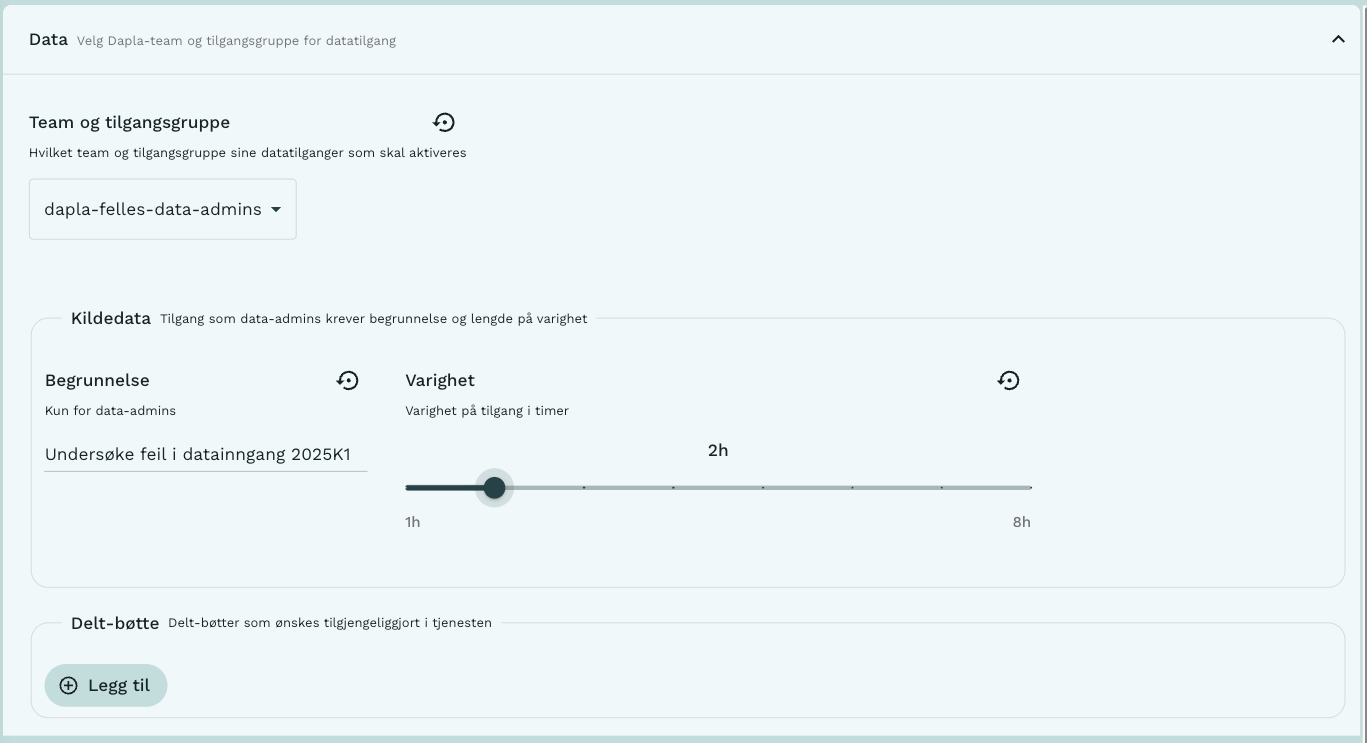 Data Velg Dapla-team og tilgangsgruppe for datatilgang
Team og tilgangsgruppe
Hvilket team og tilgangsgruppe sine datatilganger som skal aktiveres
dapla-felles-data-admins
Kildedata Tilgang som data-admins krever begrunnelse og lengde på varighet
Begrunnelse
Kun for data-admins
Undersøke feil i datainngang 2025K1
Varighet
Varighet på tilgang i timer
2h
1h 8h
Delt-bøtte Delt-bøtter som ønskes tilgjengeliggjort i tjenesten
Legg til